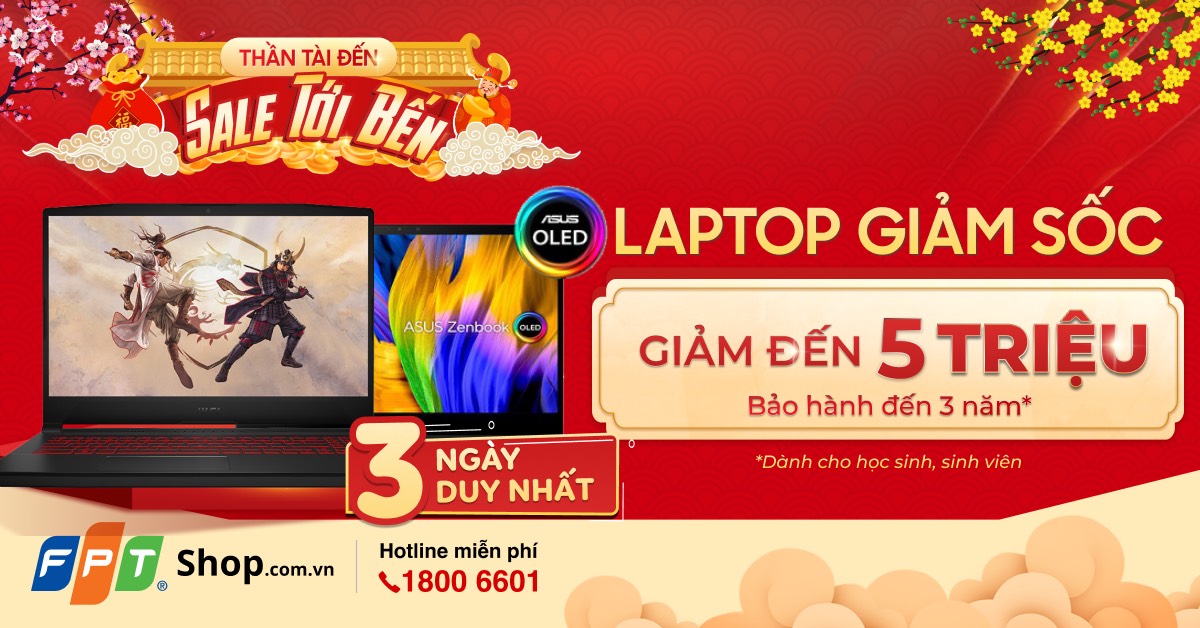 THẦN TÀI ĐẾN
SALE TỚI BẾN
福
ASUS
OLED
LAPTOP GIẢM SỐC
ASUS Zenbook OLED
GIẢM ĐẾN 5 TRIỆU
Bảo hành đến 3 năm*
*Dành cho học sinh, sinh viên
msi
3 NGÀY
DUY NHẤT
FPT® Shop.com.vn
Hotline miễn phí
1800 6601